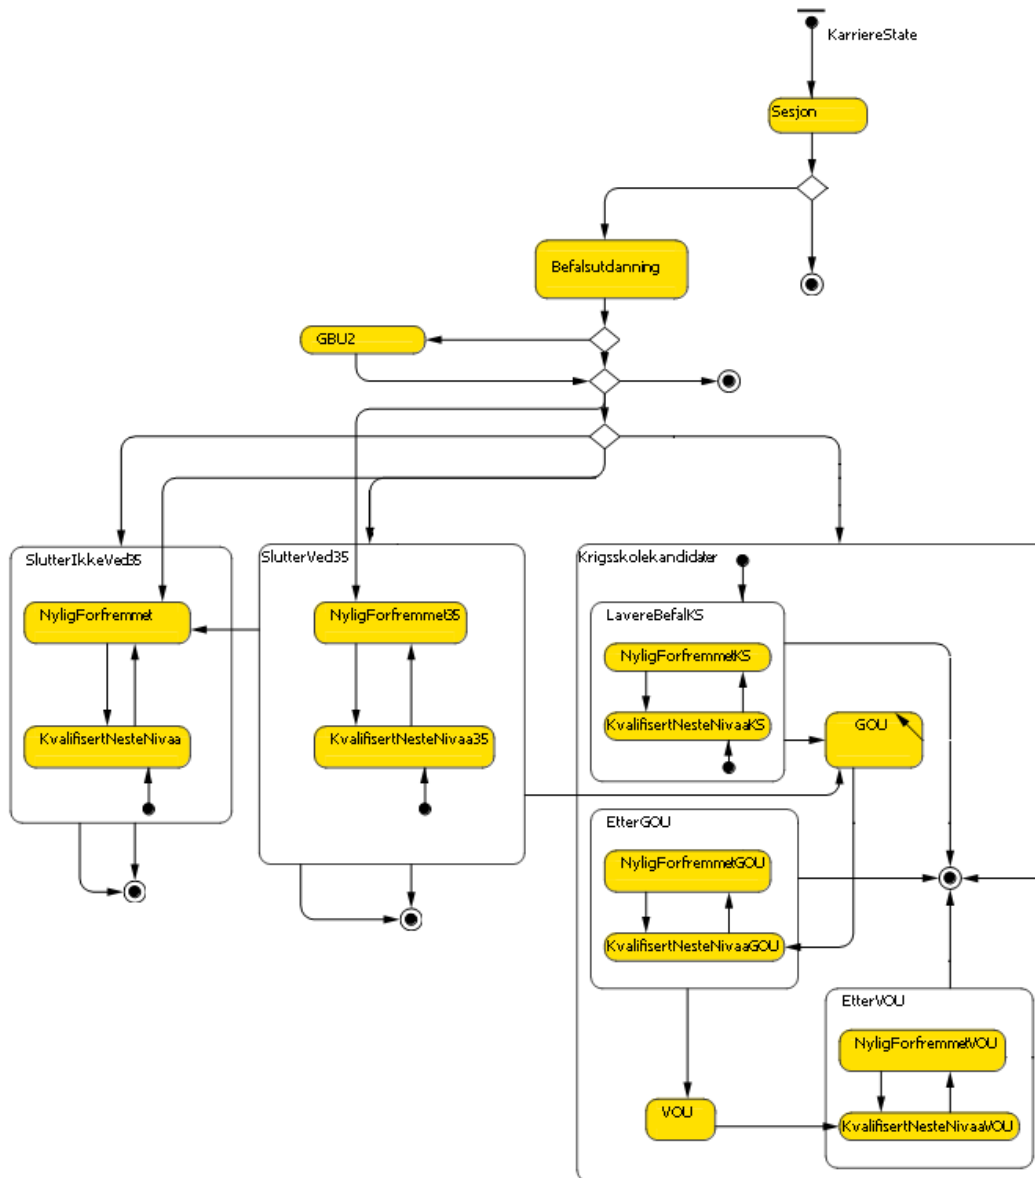 KarriereState
Sesjon
Befalsutdanning
GBU2
SlutterIkkeVed35
NyligForfremmet
KvalifisertNesteNivaa
SlutterVed35
NyligForfremmet35
KvalifisertNesteNivaa35
Krigsskolekandidater
LavereBefalKS
NyligForfremmetKS
KvalifisertNesteNivaaKS
GOU
EtterGOU
NyligForfremmetGOU
KvalifisertNesteNivaaGOU
EtterVOU
NyligForfremmetVOU
VOU
KvalifisertNesteNivaaVOU